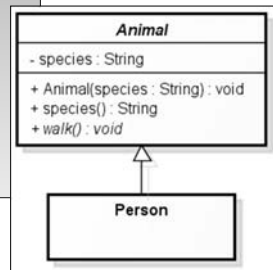 Animal
- species : String
+ Animal(species : String) : void
+ species() : String
+ walk() : void
Person